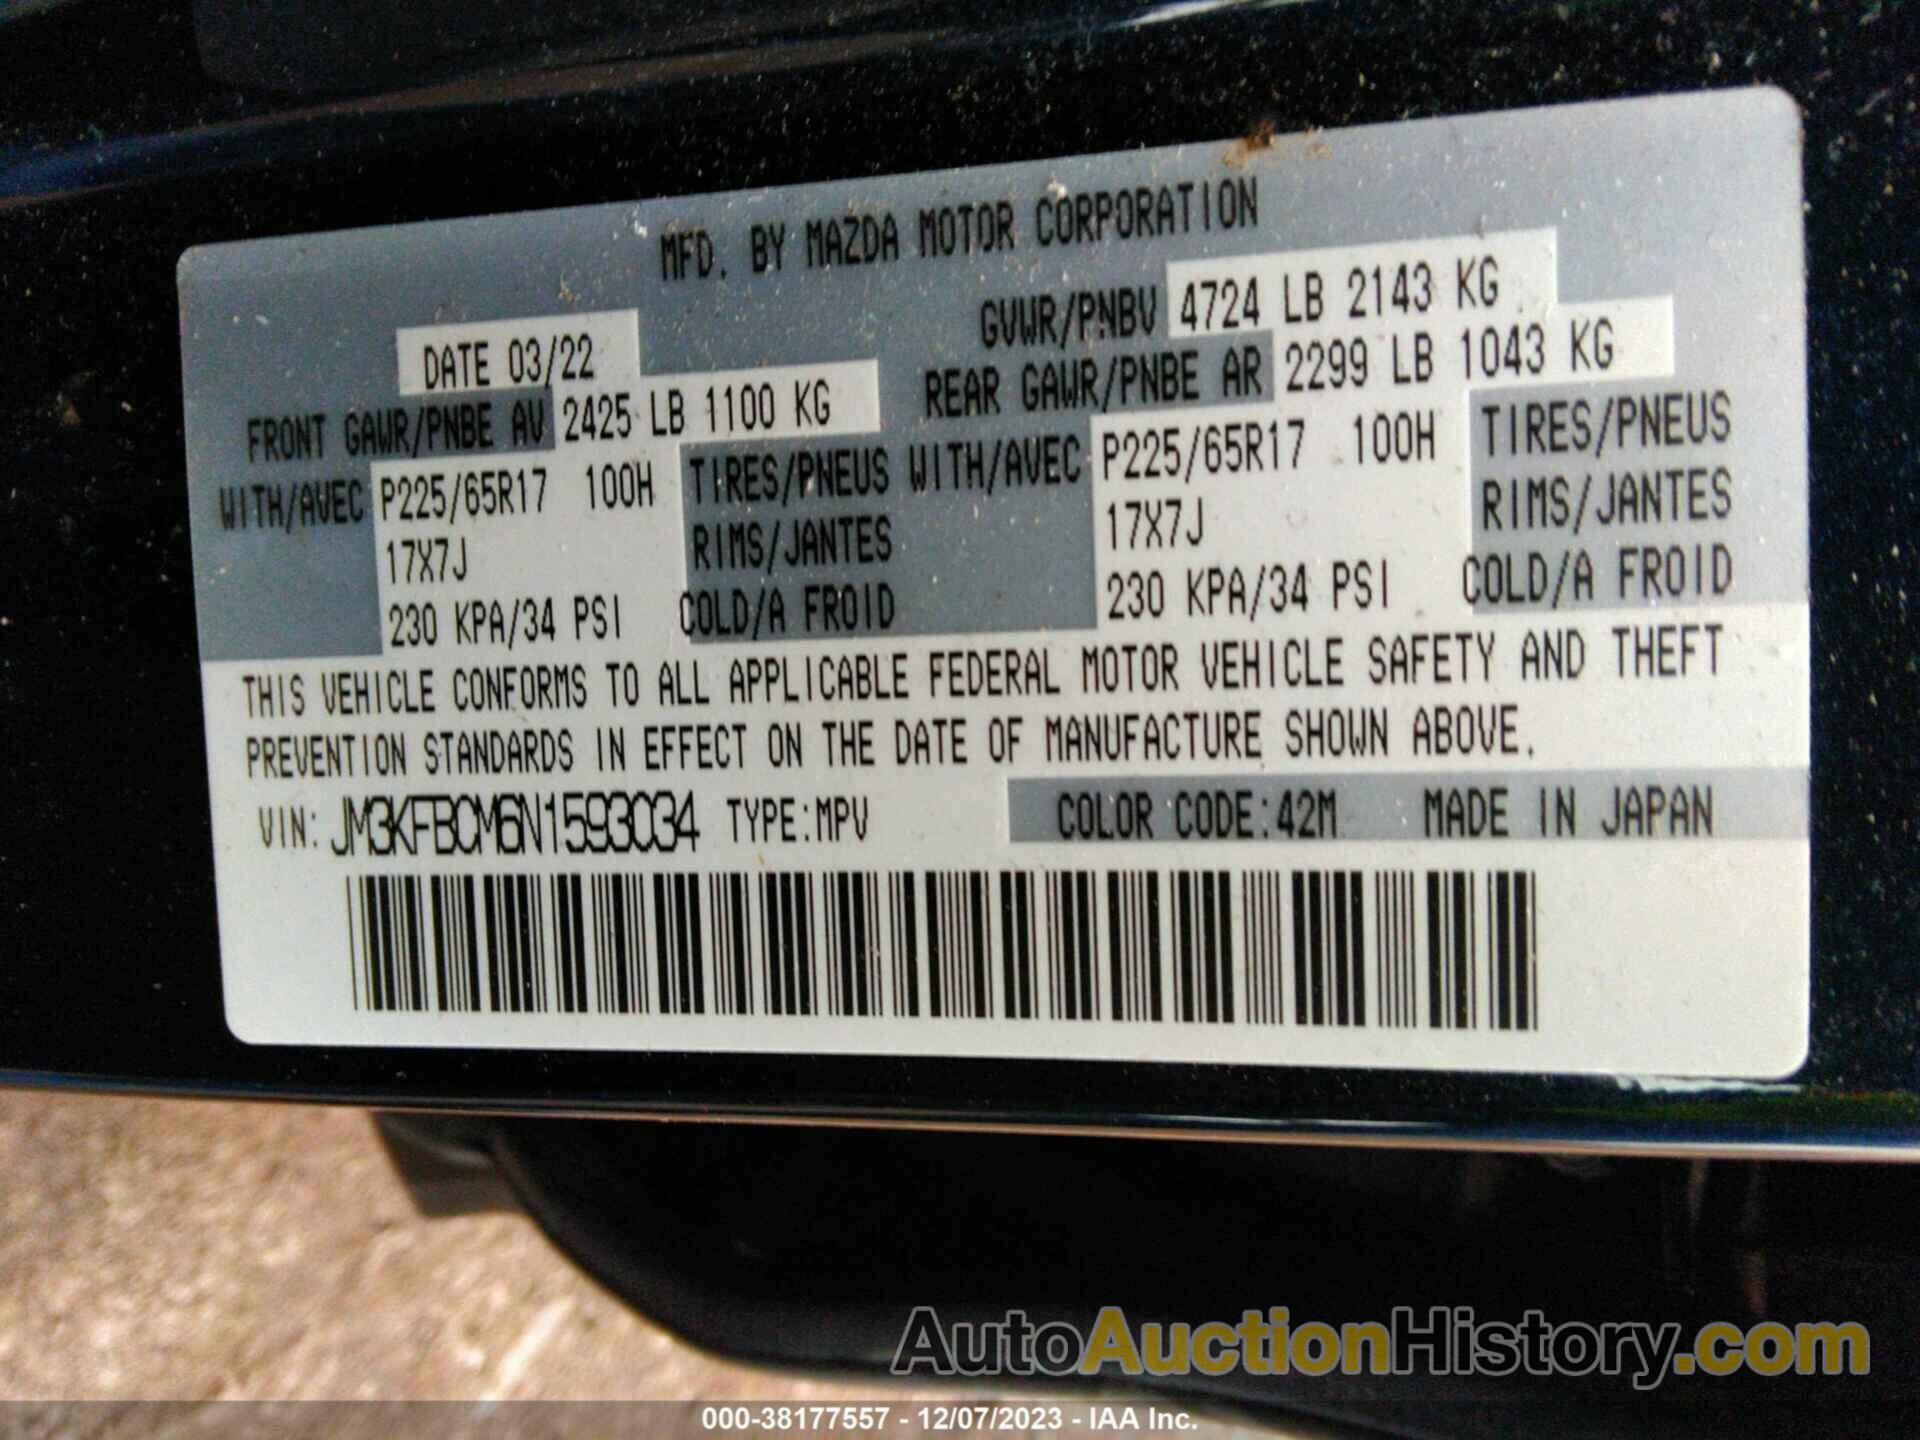 MFD. BY MAZDA MOTOR CORPORATION
DATE 03/22
GVWR/PNBV 4724 LB 2143 KG
FRONT GAWR/PNBE AV 2425 LB 1100 KG
REAR GAWR/PNBE AR 2299 LB 1043 KG
WITH/AVEC P225/65R17 100H TIRES/PNEUS WITH/AVEC P225/65R17 100H TIRES/PNEUS
17X7J RIMS/JANTES 17X7J RIMS/JANTES
230 KPA/34 PSI COLD/A FROID 230 KPA/34 PSI COLD/A FROID
THIS VEHICLE CONFORMS TO ALL APPLICABLE FEDERAL MOTOR VEHICLE SAFETY AND THEFT
PREVENTION STANDARDS IN EFFECT ON THE DATE OF MANUFACTURE SHOWN ABOVE.
VIN: JM3KFBCM6N1593034 TYPE:MPV COLOR CODE:42M MADE IN JAPAN
AutoAuctionHistory.com
000-38177557 - 12/07/2023 - IAA Inc.